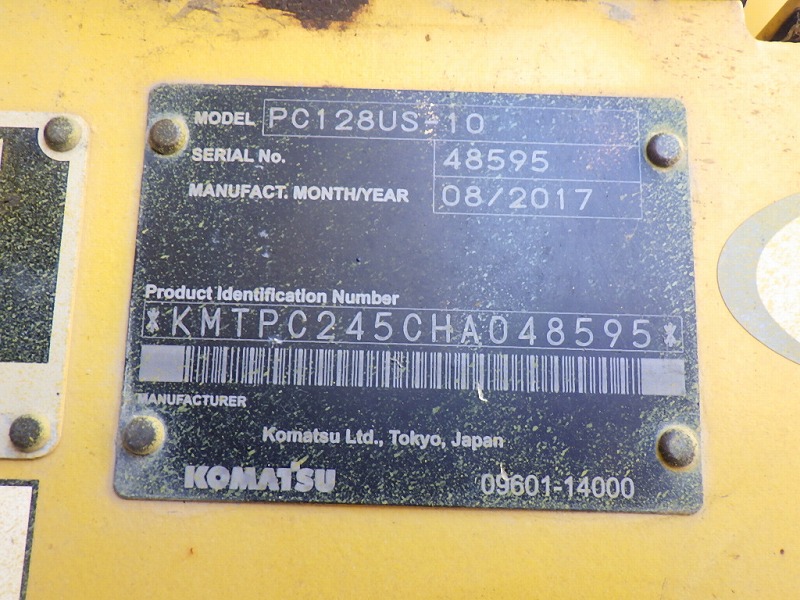 MODEL PC128US-10
SERIAL No. 48595
MANUFACT. MONTH/YEAR 08/2017
Product Identification Number
*KMTPC245CHA048595*
MANUFACTURER
Komatsu Ltd., Tokyo, Japan
KOMATSU 09601-14000